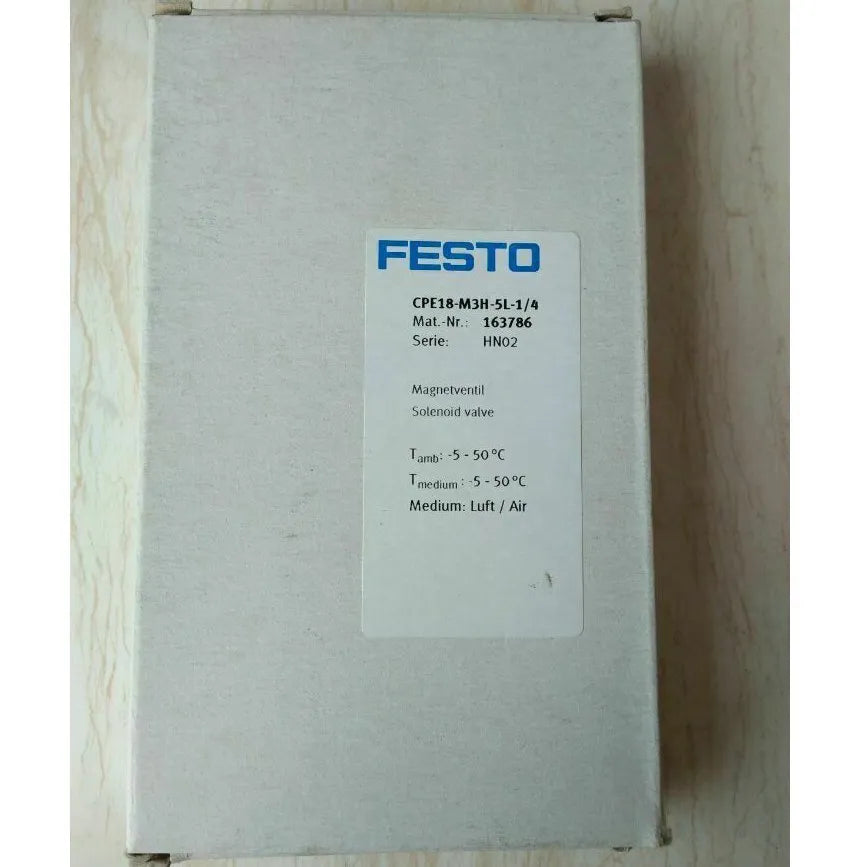 FESTO
CPE18-M3H-5L-1/4
Mat.-Nr.: 163786
Serie: HN02
Magnetventil
Solenoid valve
Tamb: -5 - 50°C
Tmedium : -5 - 50°C
Medium: Luft / Air